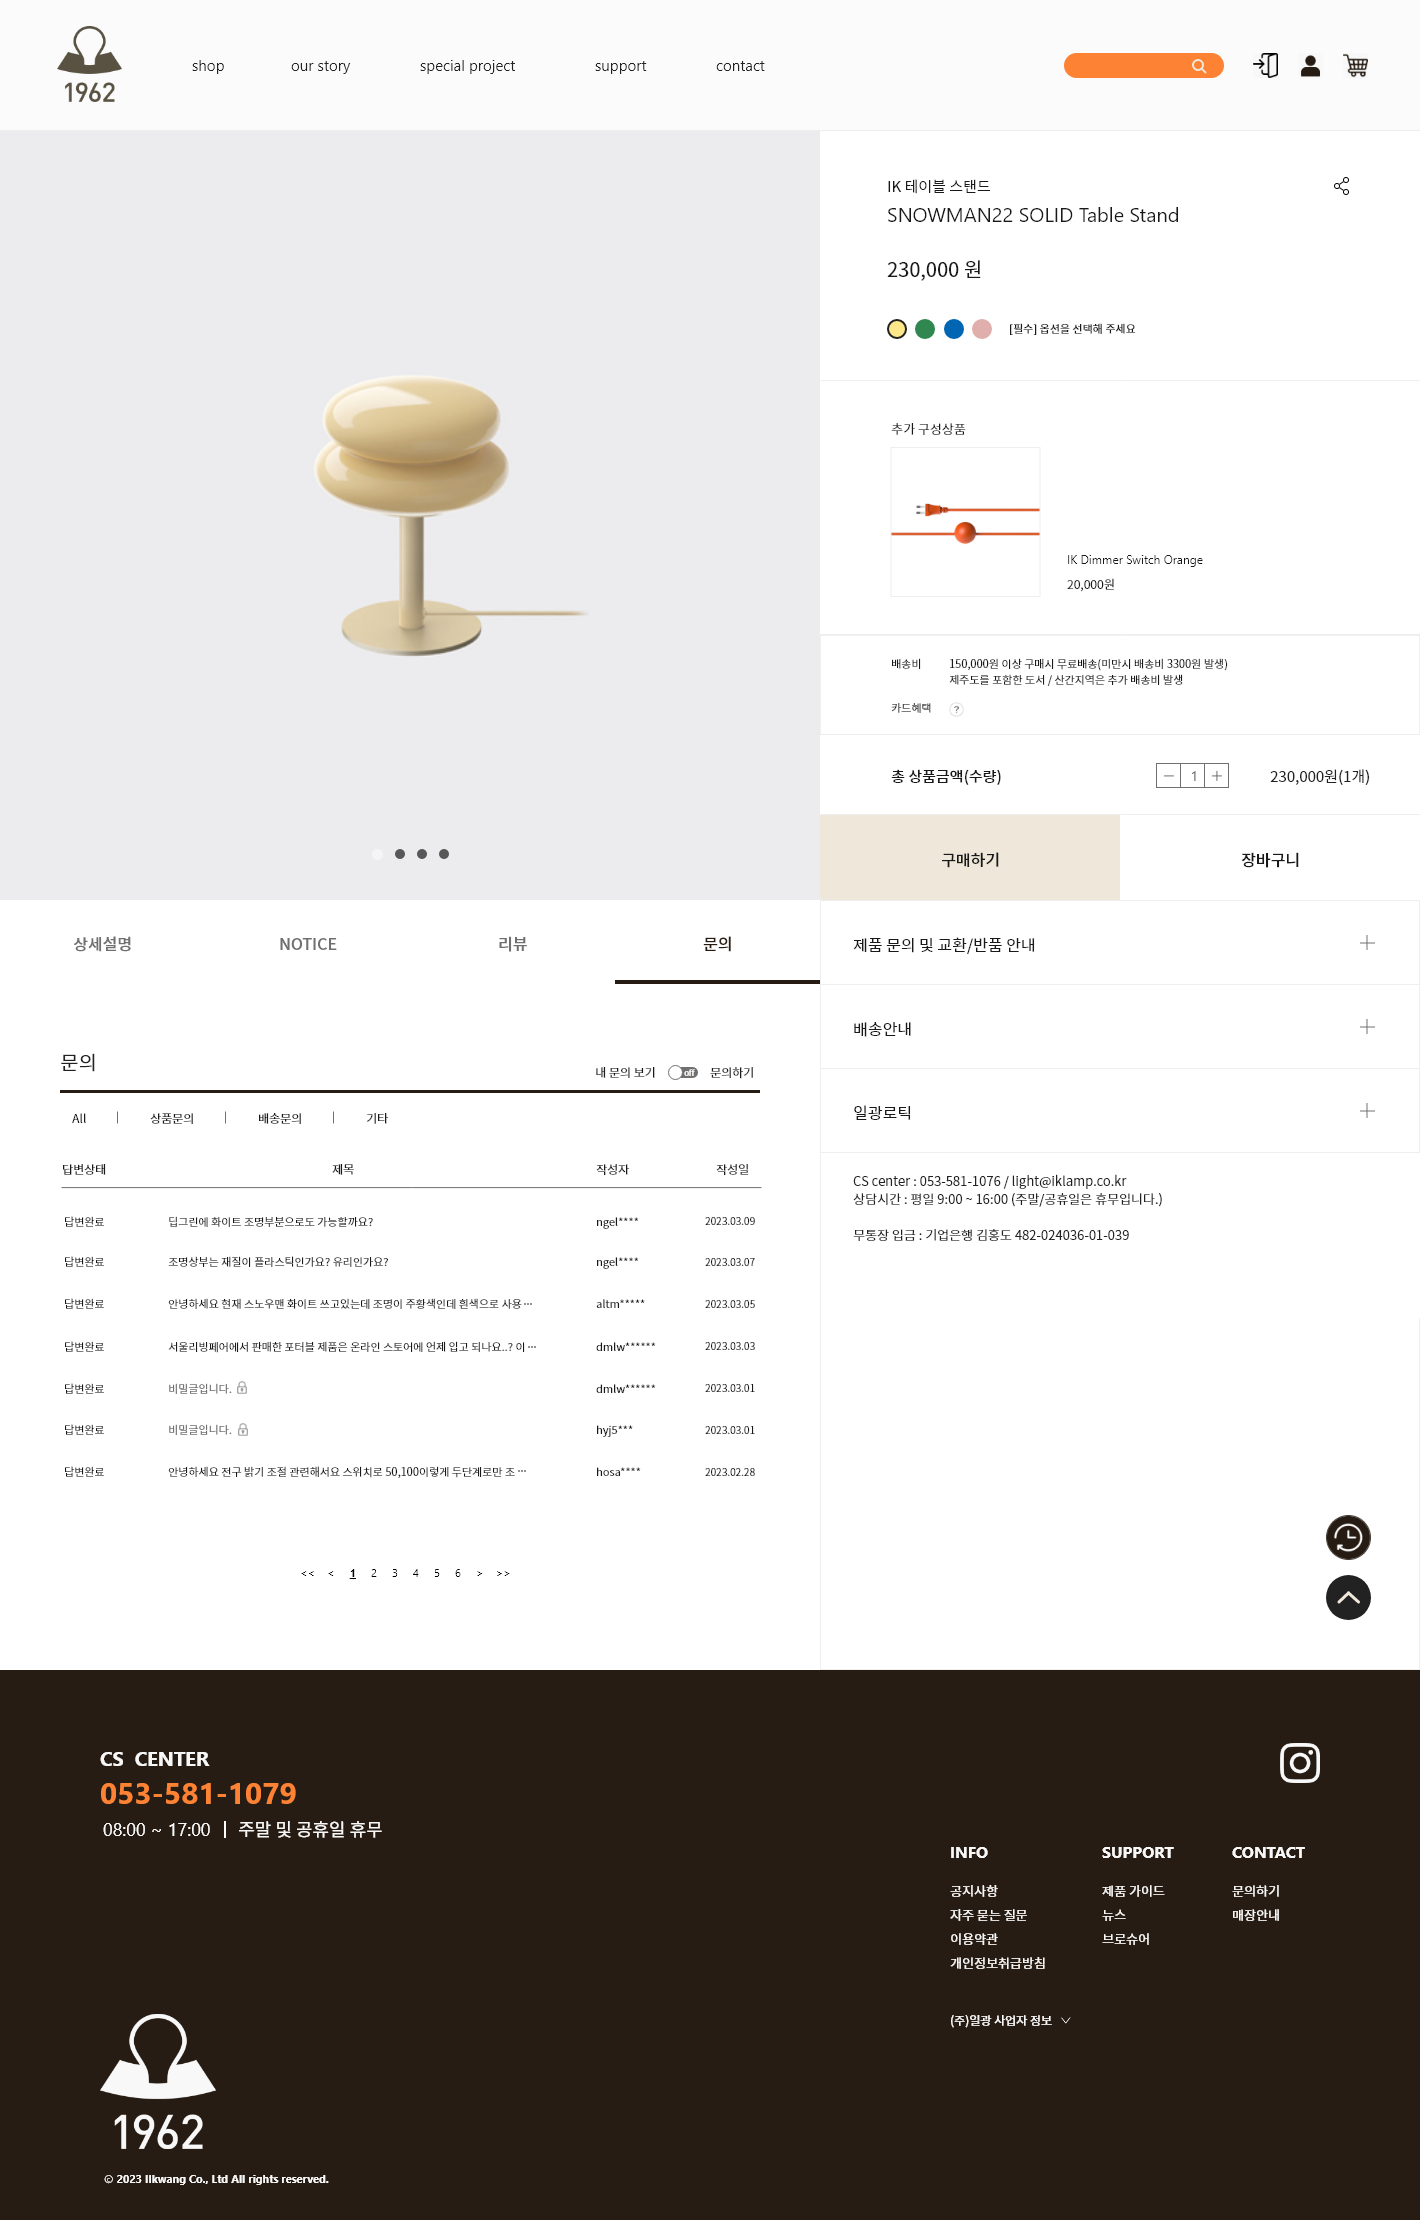 1962
shop our story special project support contact
IK 테이블 스탠드
SNOWMAN22 SOLID Table Stand
230,000 원
[필수] 옵션을 선택해 주세요
추가 구성상품
IK Dimmer Switch Orange
20,000원
배송비 150,000원 이상 구매시 무료배송(미만시 배송비 3300원 발생)
제주도를 포함한 도서 / 산간지역은 추가 배송비 발생
카드혜택 ?
총 상품금액(수량) 1 230,000원(1개)
구매하기 장바구니
상세설명 NOTICE 리뷰 문의
제품 문의 및 교환/반품 안내
배송안내
일광로틱
CS center : 053-581-1076 / light@iklamp.co.kr
상담시간 : 평일 9:00 ~ 16:00 (주말/공휴일은 휴무입니다.)
무통장 입금 : 기업은행 김홍도 482-024036-01-039
문의
내 문의 보기 off 문의하기
All | 상품문의 | 배송문의 | 기타
답변상태 제목 작성자 작성일
답변완료 딥그린에 화이트 조명부분으로도 가능할까요? ngel**** 2023.03.09
답변완료 조명상부는 재질이 플라스틱인가요? 유리인가요? ngel**** 2023.03.07
답변완료 안녕하세요 현재 스노우맨 화이트 쓰고있는데 조명이 주황색인데 흰색으로 사용 ··· altm***** 2023.03.05
답변완료 서울리빙페어에서 판매한 포터블 제품은 온라인 스토어에 언제 입고 되나요..? 이 ··· dmlw****** 2023.03.03
답변완료 비밀글입니다. dmlw****** 2023.03.01
답변완료 비밀글입니다. hyj5*** 2023.03.01
답변완료 안녕하세요 전구 밝기 조절 관련해서요 스위치로 50,100이렇게 두단계로만 조 ··· hosa**** 2023.02.28
<< < 1 2 3 4 5 6 > >>
CS CENTER
053-581-1079
08:00 ~ 17:00 | 주말 및 공휴일 휴무
INFO SUPPORT CONTACT
공지사항 제품 가이드 문의하기
자주 묻는 질문 뉴스 매장안내
이용약관 브로슈어
개인정보취급방침
(주)일광 사업자 정보
1962
© 2023 Ilkwang Co., Ltd All rights reserved.